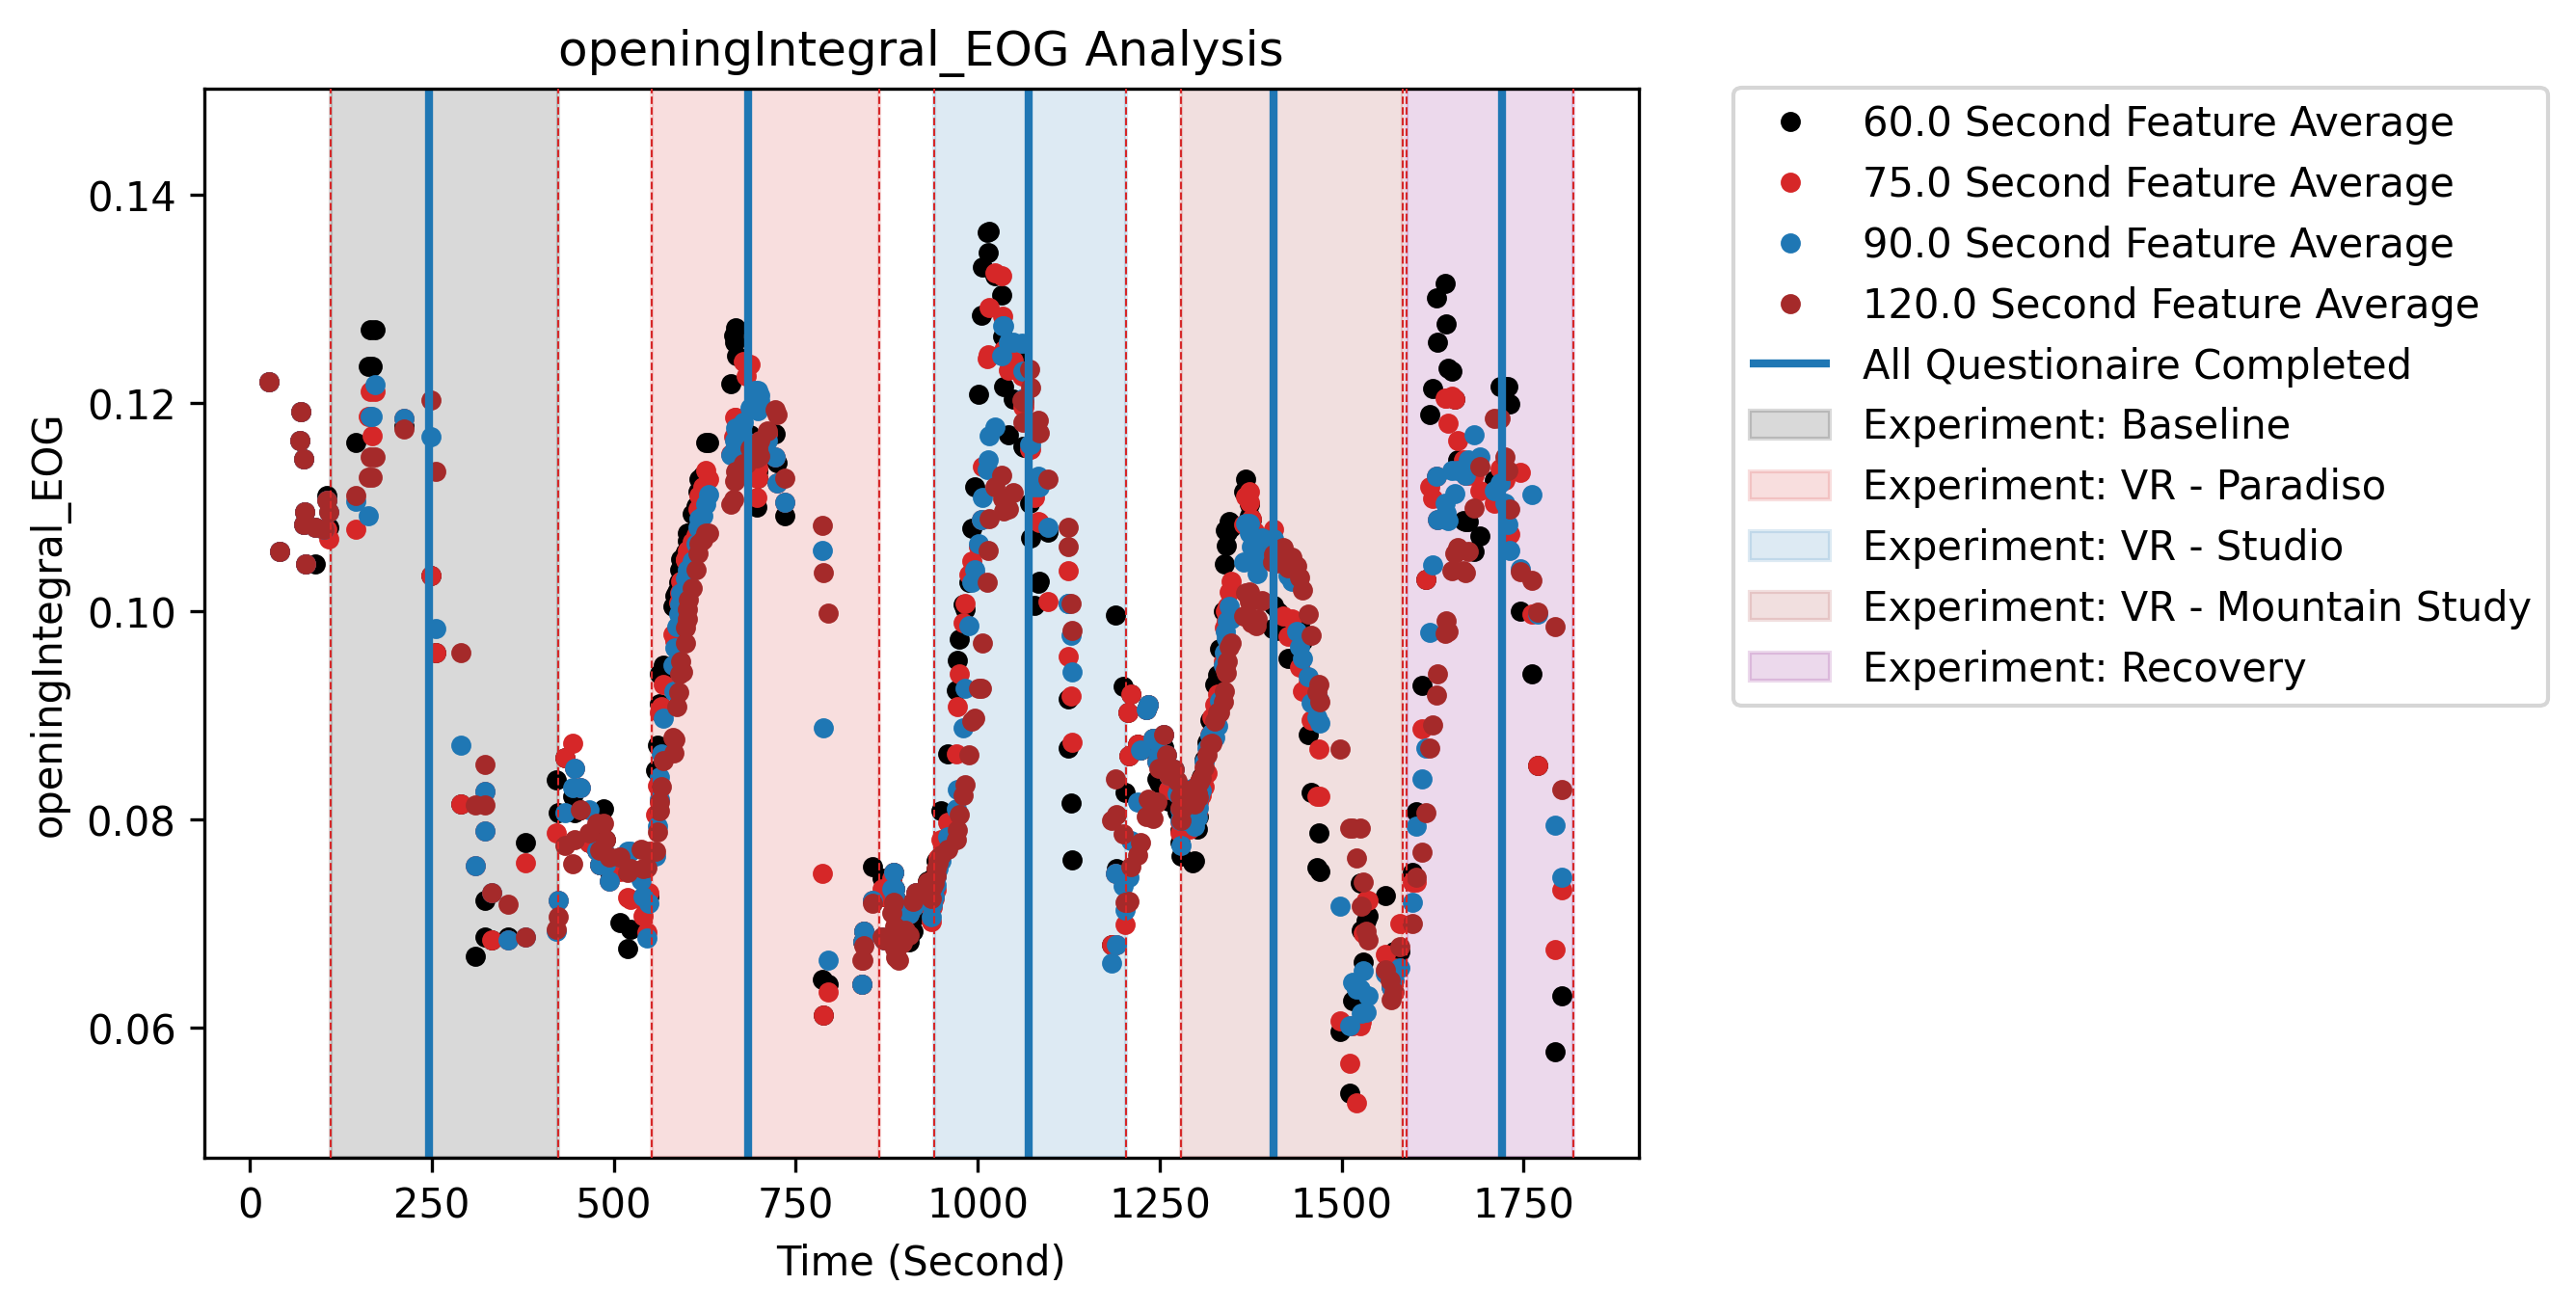 openingIntegral_EOG Analysis
openingIntegral_EOG
0.14
0.12
0.10
0.08
0.06
0 250 500 750 1000 1250 1500 1750
Time (Second)
60.0 Second Feature Average
75.0 Second Feature Average
90.0 Second Feature Average
120.0 Second Feature Average
All Questionaire Completed
Experiment: Baseline
Experiment: VR - Paradiso
Experiment: VR - Studio
Experiment: VR - Mountain Study
Experiment: Recovery